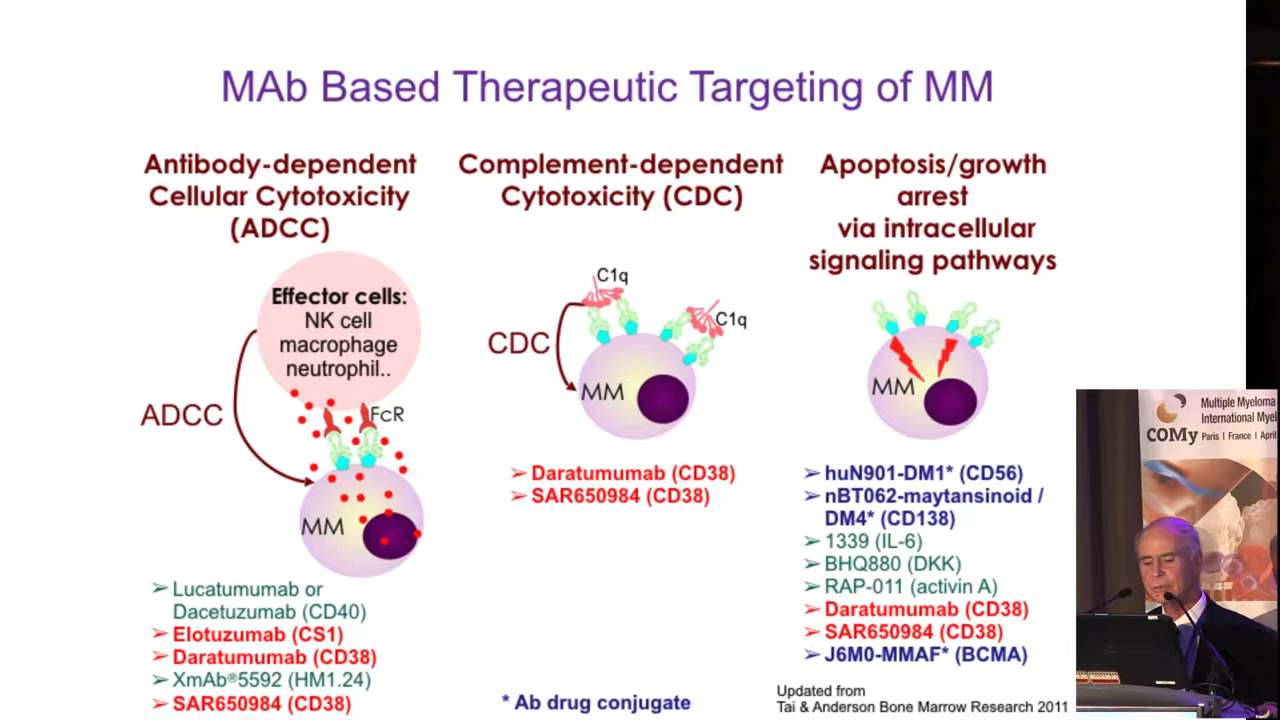 MAb Based Therapeutic Targeting of MM
Antibody-dependent
Cellular Cytotoxicity
(ADCC)
Effector cells:
NK cell
macrophage
neutrophil..
ADCC
FcR
MM
➢ Lucatumumab or
Dacetuzumab (CD40)
➢ Elotuzumab (CS1)
➢ Daratumumab (CD38)
➢ XmAb®5592 (HM1.24)
➢ SAR650984 (CD38)
Complement-dependent
Cytotoxicity (CDC)
C1q
C1q
CDC
MM
➢ Daratumumab (CD38)
➢ SAR650984 (CD38)
* Ab drug conjugate
Apoptosis/growth
arrest
via intracellular
signaling pathways
MM
➢ huN901-DM1* (CD56)
➢ nBT062-maytansinoid /
DM4* (CD138)
➢ 1339 (IL-6)
➢ BHQ880 (DKK)
➢ RAP-011 (activin A)
➢ Daratumumab (CD38)
➢ SAR650984 (CD38)
➢ J6M0-MMAF* (BCMA)
Updated from
Tai & Anderson Bone Marrow Research 2011
Multiple Myeloma
International
COMy
Paris | France | April